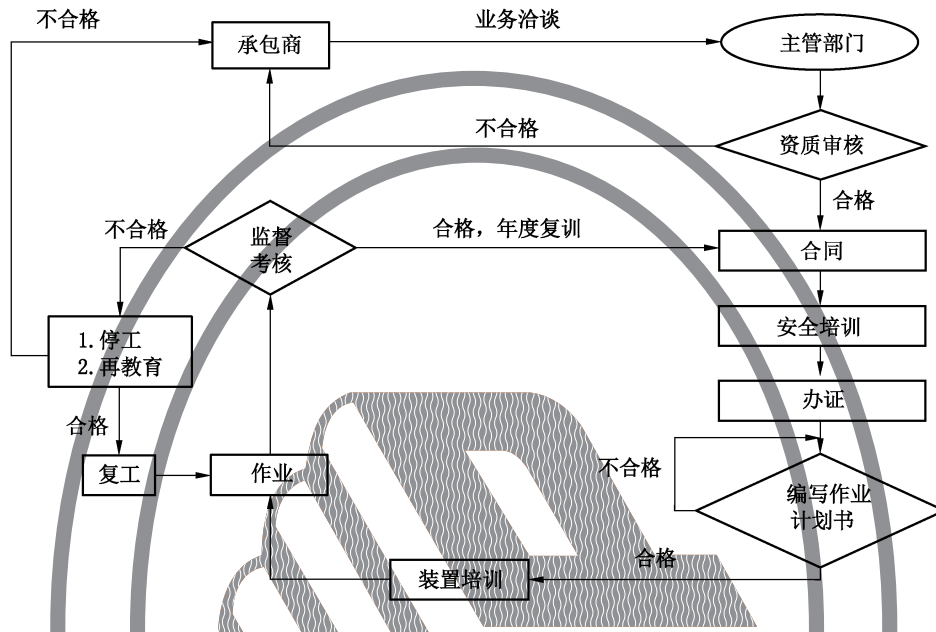 不合格
业务洽谈
承包商
主管部门
不合格
资质审核
合格
不合格
监督
考核
合格，年度复训
合同
1.停工
2.再教育
安全培训
办证
合格
不合格
复工
作业
编写作业
计划书
合格
装置培训